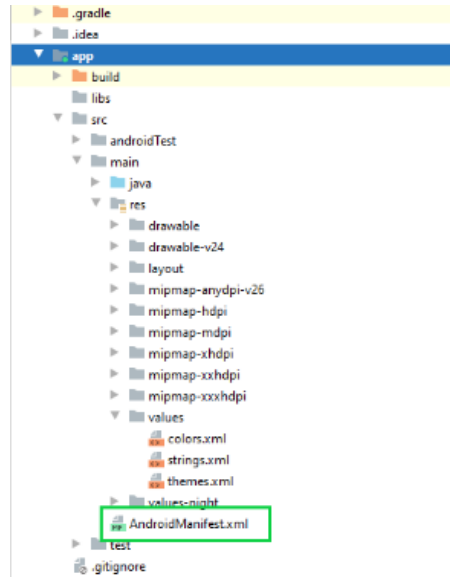 .gradle
.idea
app
build
libs
src
androidTest
main
java
res
drawable
drawable-v24
layout
mipmap-anydpi-v26
mipmap-hdpi
mipmap-mdpi
mipmap-xhdpi
mipmap-xxhdpi
mipmap-xxxhdpi
values
colors.xml
strings.xml
themes.xml
values-night
AndroidManifest.xml
test
.gitignore